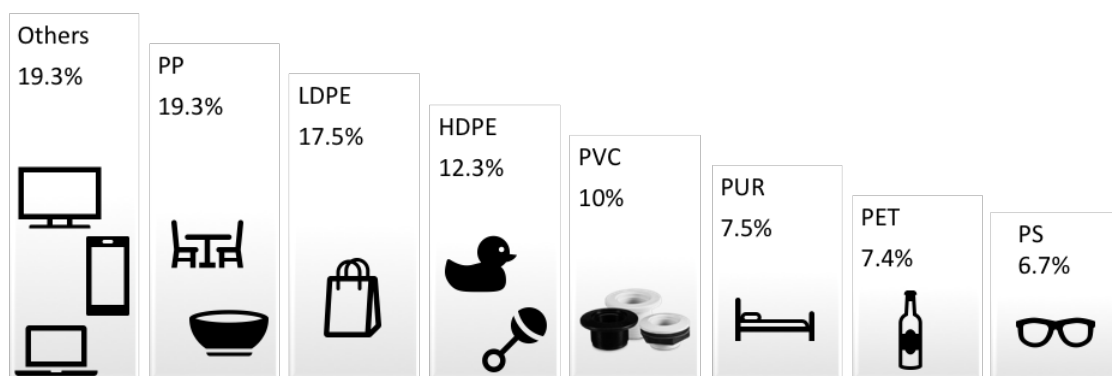 Others
19.3%
PP
19.3%
LDPE
17.5%
HDPE
12.3%
PVC
10%
PUR
7.5%
PET
7.4%
PS
6.7%